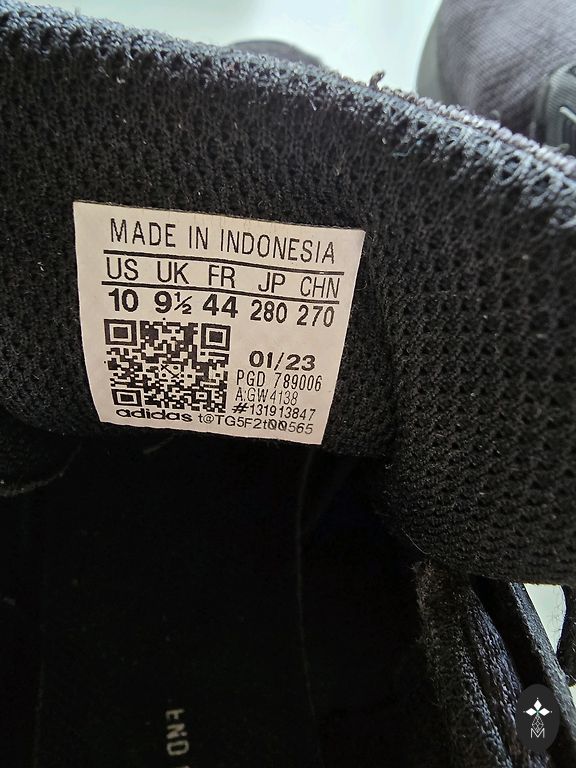 MADE IN INDONESIA
US UK FR JP CHN
10 9½ 44 280 270
01/23
PGD 789006
A:GW4138
#131913847
adidas t@TG5F2t00565
END
M